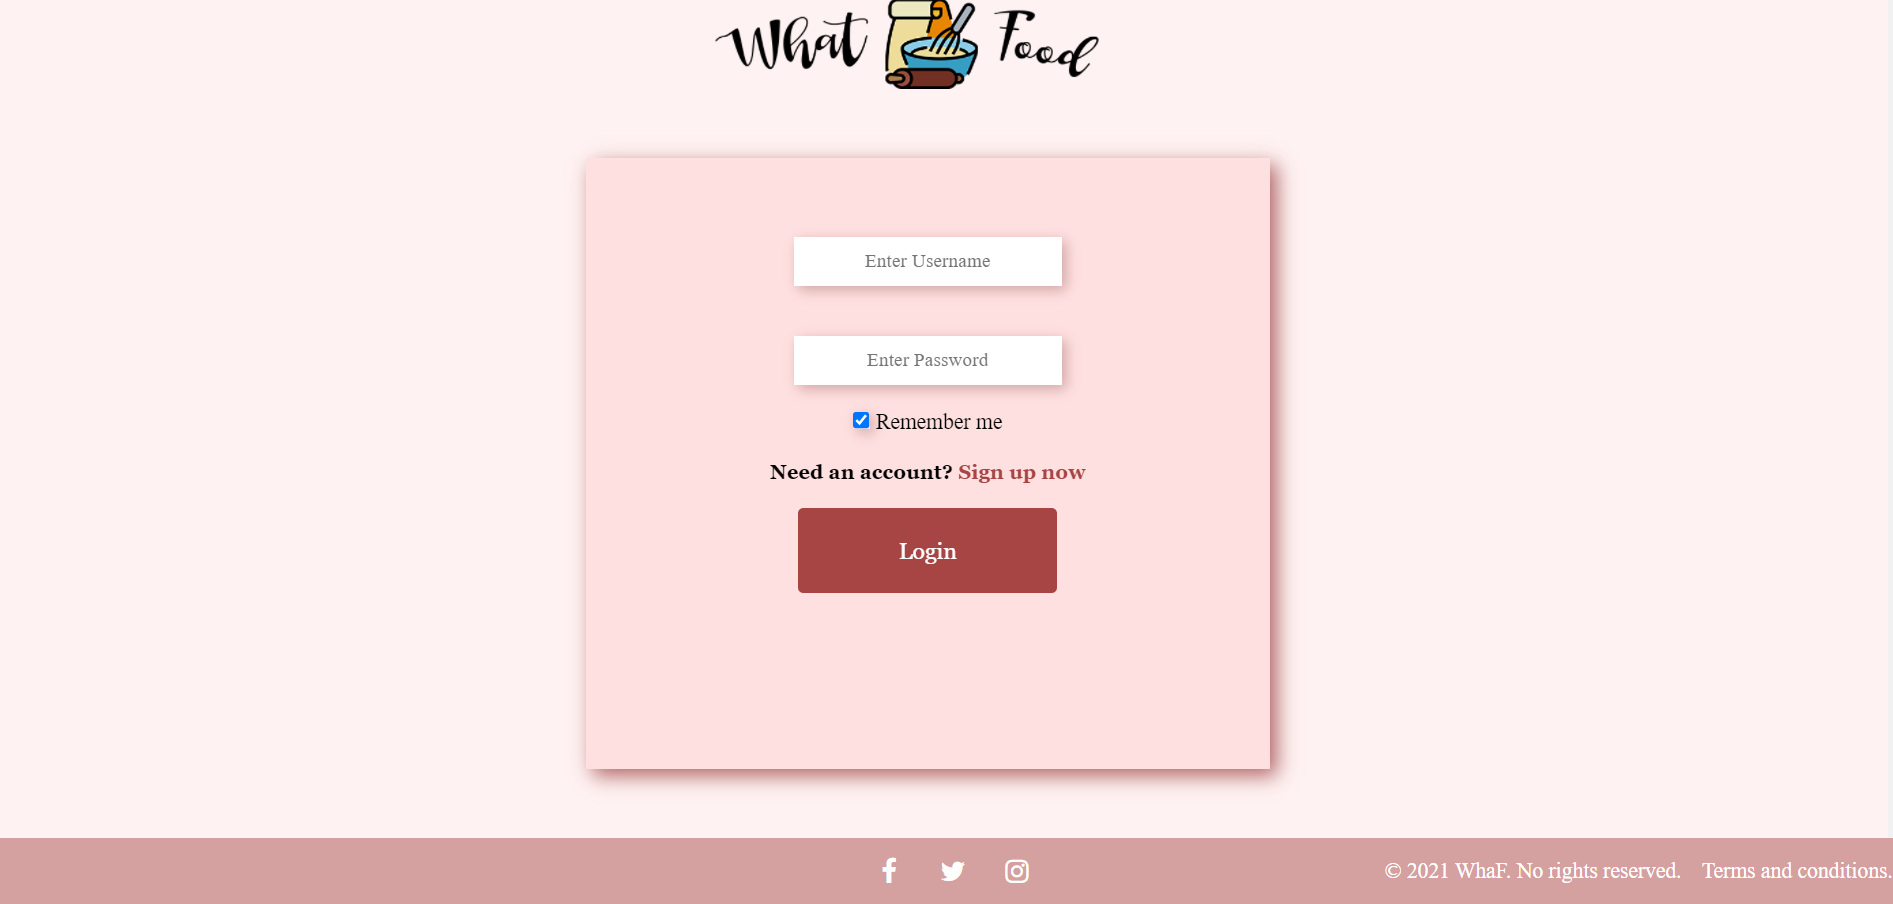 What Food
Enter Username
Enter Password
Remember me
Need an account? Sign up now
Login
© 2021 WhaF. No rights reserved. Terms and conditions.